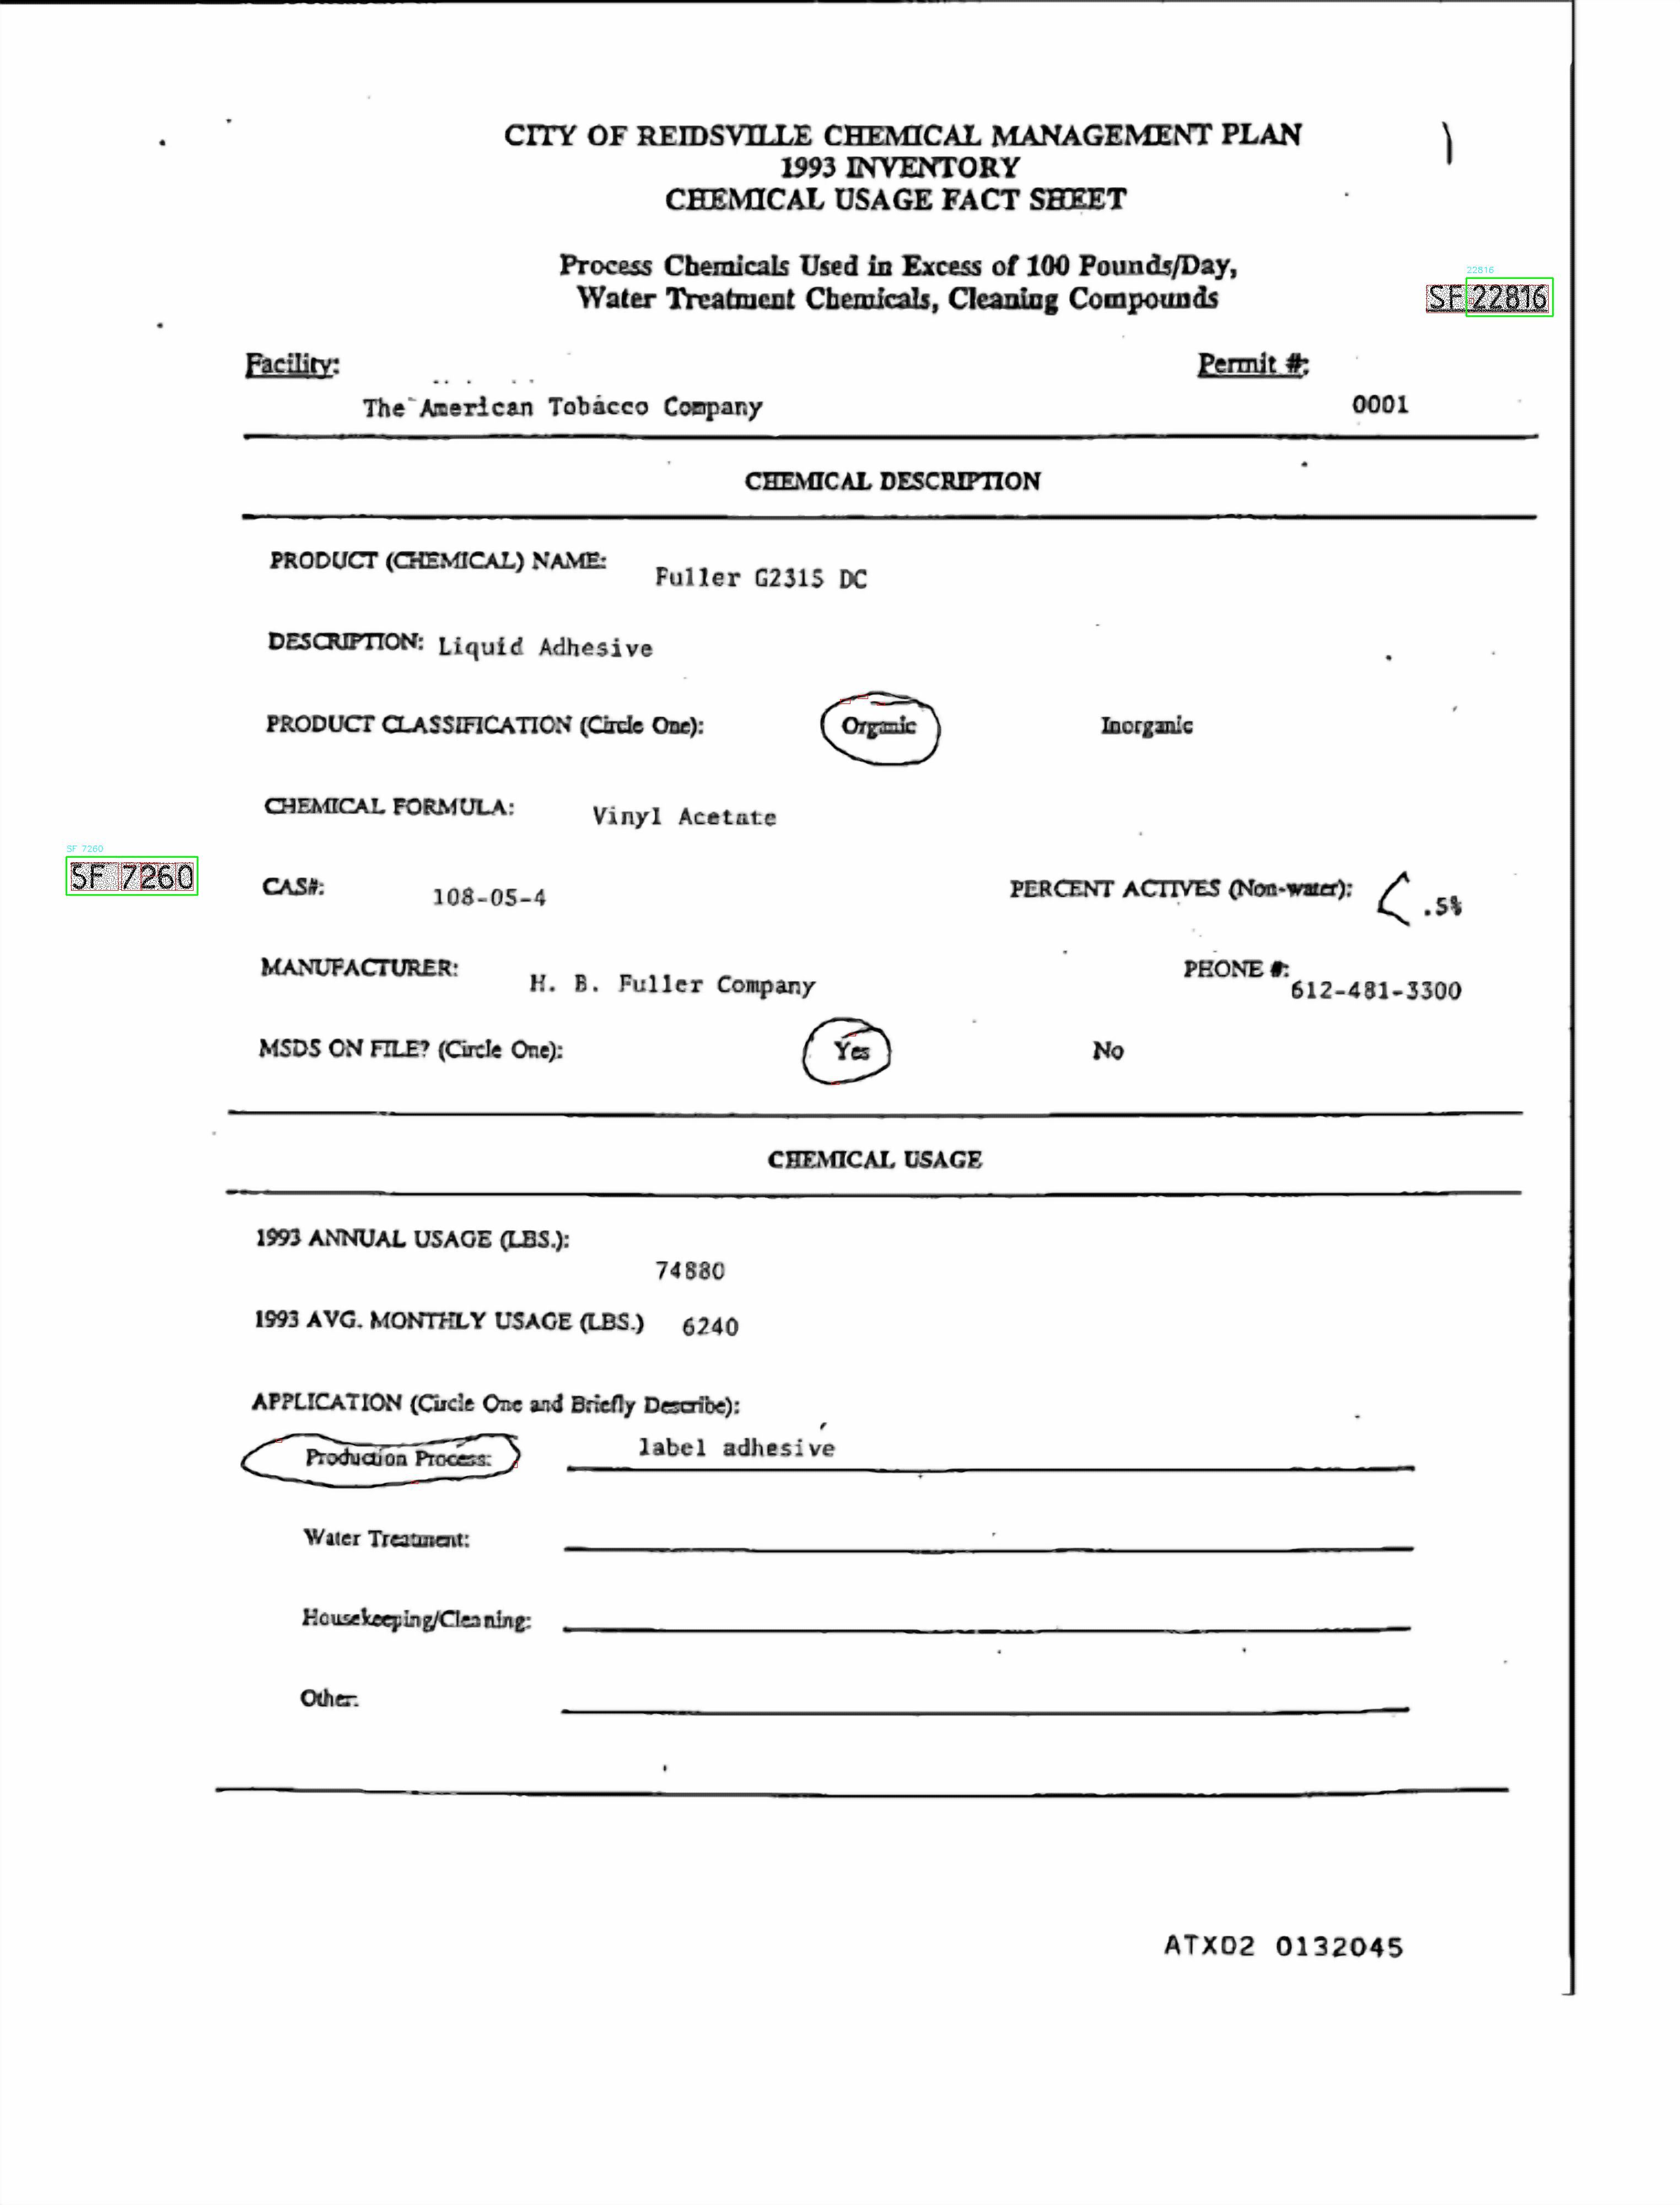 CITY OF REIDSVILLE CHEMICAL MANAGEMENT PLAN
1993 INVENTORY
CHEMICAL USAGE FACT SHEET
Process Chemicals Used in Excess of 100 Pounds/Day,
Water Treatment Chemicals, Cleaning Compounds
22816
SF 22816
Facility: Permit #:
The American Tobacco Company 0001
CHEMICAL DESCRIPTION
PRODUCT (CHEMICAL) NAME: Fuller G2315 DC
DESCRIPTION: Liquid Adhesive
PRODUCT CLASSIFICATION (Circle One): Organic Inorganic
CHEMICAL FORMULA: Vinyl Acetate
SF 7260
SF 7260
CAS#: 108-05-4 PERCENT ACTIVES (Non-water): < .5%
MANUFACTURER: H. B. Fuller Company PHONE #: 612-481-3300
MSDS ON FILE? (Circle One): Yes No
CHEMICAL USAGE
1993 ANNUAL USAGE (LBS.): 74880
1993 AVG. MONTHLY USAGE (LBS.) 6240
APPLICATION (Circle One and Briefly Describe):
Production Process: label adhesive
Water Treatment:
Housekeeping/Cleaning:
Other:
ATX02 0132045